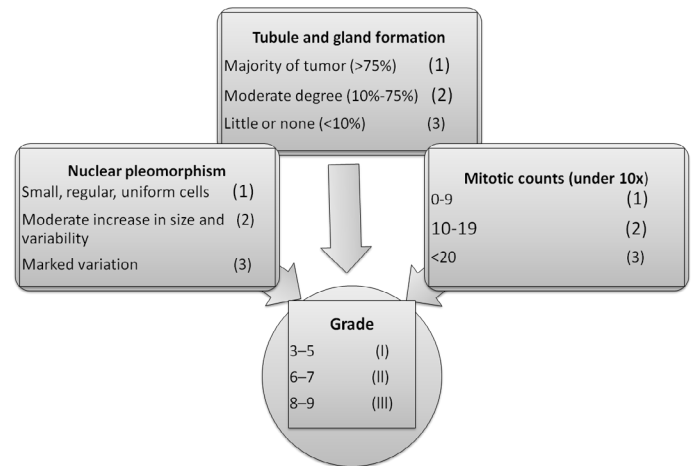 Tubule and gland formation
Majority of tumor (>75%) (1)
Moderate degree (10%-75%) (2)
Little or none (<10%) (3)
Nuclear pleomorphism
Small, regular, uniform cells (1)
Moderate increase in size and (2)
variability
Marked variation (3)
Mitotic counts (under 10x)
0-9 (1)
10-19 (2)
<20 (3)
Grade
3–5 (I)
6–7 (II)
8–9 (III)